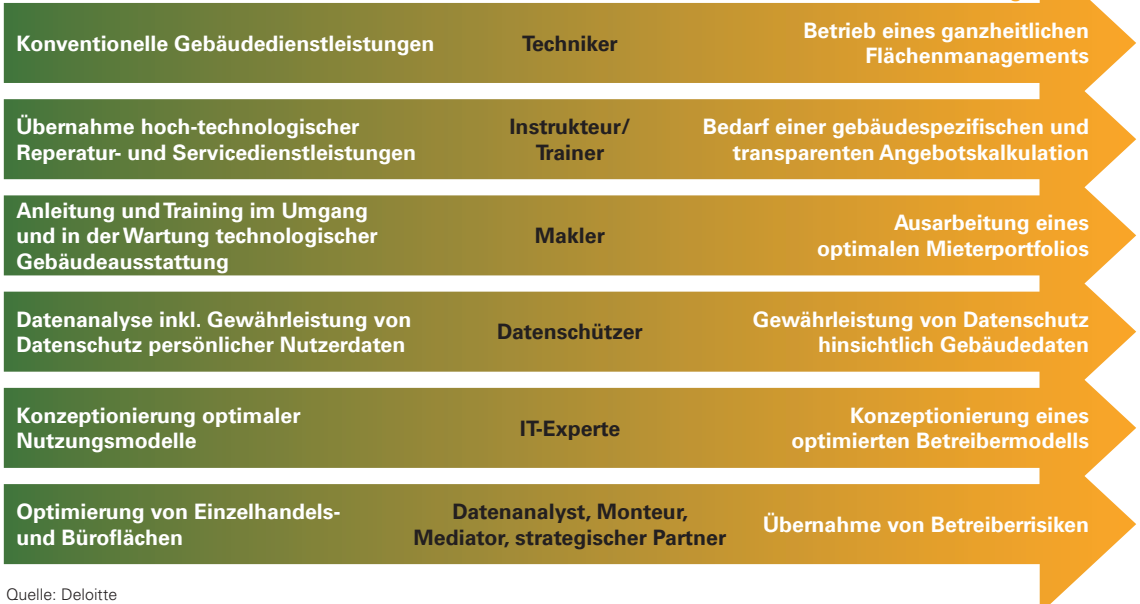 Konventionelle Gebäudedienstleistungen
Techniker
Betrieb eines ganzheitlichen
Flächenmanagements
Übernahme hoch-technologischer
Reperatur- und Servicedienstleistungen
Instrukteur/
Trainer
Bedarf einer gebäudespezifischen und
transparenten Angebotskalkulation
Anleitung und Training im Umgang
und in der Wartung technologischer
Gebäudeausstattung
Makler
Ausarbeitung eines
optimalen Mieterportfolios
Datenanalyse inkl. Gewährleistung von
Datenschutz persönlicher Nutzerdaten
Datenschützer
Gewährleistung von Datenschutz
hinsichtlich Gebäudedaten
Konzeptionierung optimaler
Nutzungsmodelle
IT-Experte
Konzeptionierung eines
optimierten Betreibermodells
Optimierung von Einzelhandels-
und Büroflächen
Datenanalyst, Monteur,
Mediator, strategischer Partner
Übernahme von Betreiberrisiken
Quelle: Deloitte